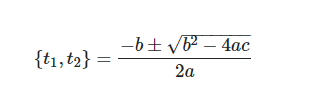 {t₁, t₂} = (−b ± √(b² − 4ac)) / 2a